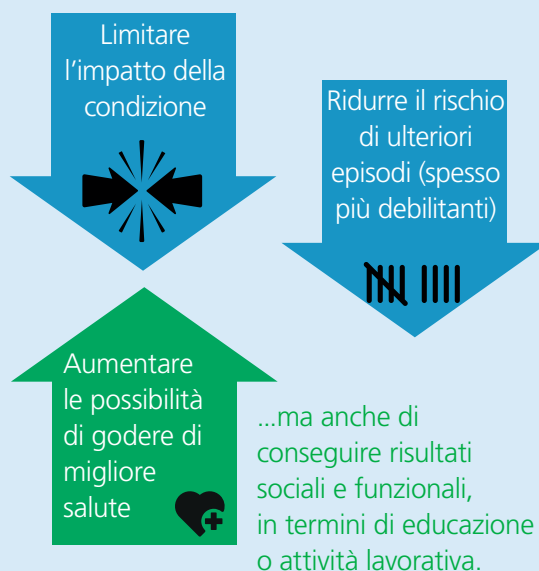 Limitare
l'impatto della
condizione
Ridurre il rischio
di ulteriori
episodi (spesso
più debilitanti)
Aumentare
le possibilità
di godere di
migliore
salute
...ma anche di
conseguire risultati
sociali e funzionali,
in termini di educazione
o attività lavorativa.